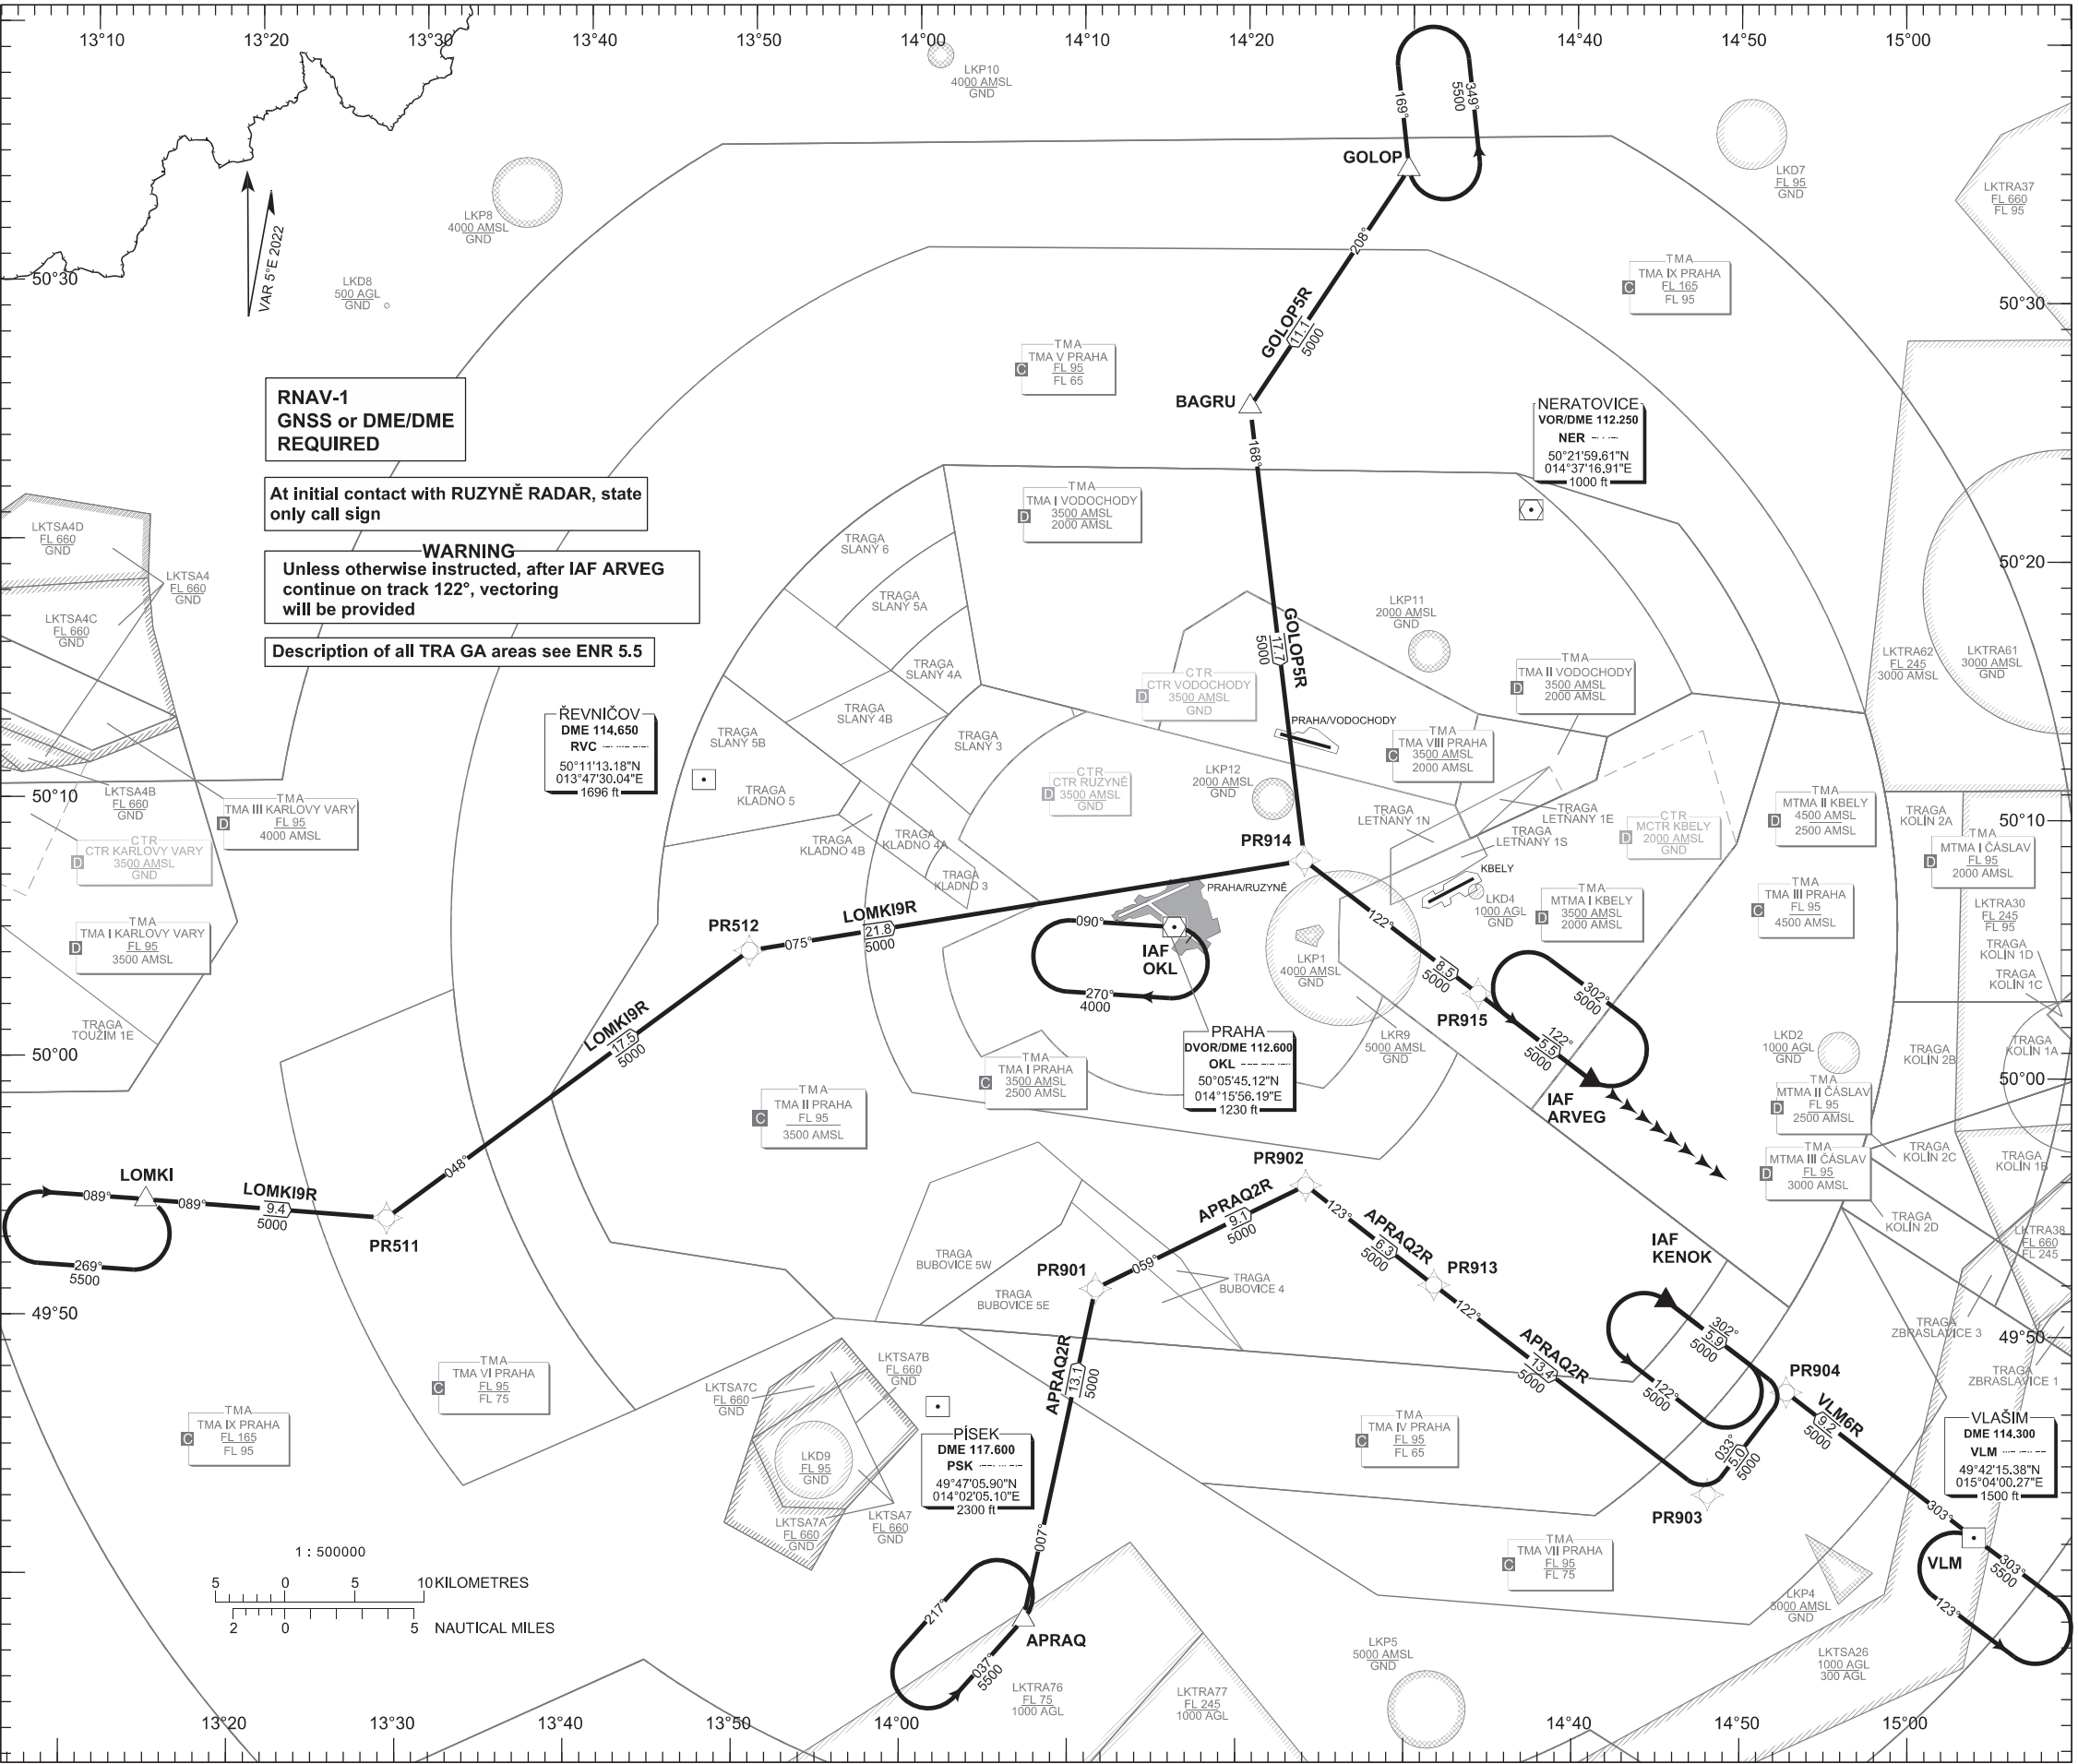 13°10
13°20
13°30
13°40
13°50
14°00
14°10
14°20
14°40
14°50
15°00
LKP10
4000 AMSL
GND
169°
349°
5500
GOLOP
LKD7
FL 95
GND
LKTRA37
FL 660
FL 95
LKP8
4000 AMSL
GND
VAR 5°E 2022
50°30
LKD8
500 AGL
GND
208°
TMA
TMA IX PRAHA
C
FL 165
FL 95
50°30
GOLOP5R
11.1
5000
TMA
TMA V PRAHA
C
FL 95
FL 65
BAGRU
RNAV-1
GNSS or DME/DME
REQUIRED
NERATOVICE
VOR/DME 112.250
NER
50°21'59.61"N
014°37'16.91"E
1000 ft
168°
At initial contact with RUZYNĚ RADAR, state
only call sign
TMA
TMA I VODOCHODY
D
3500 AMSL
2000 AMSL
LKTSA4D
FL 660
GND
TRAGA
SLANÝ 6
WARNING
Unless otherwise instructed, after IAF ARVEG
continue on track 122°, vectoring
will be provided
50°20
LKTSA4
FL 660
GND
TRAGA
SLANÝ 5A
LKP11
2000 AMSL
GND
LKTSA4C
FL 660
GND
Description of all TRA GA areas see ENR 5.5
GOLOP5R
17.7
5000
TRAGA
SLANÝ 4A
CTR
CTR VODOCHODY
D
3500 AMSL
GND
TMA
TMA II VODOCHODY
D
3500 AMSL
2000 AMSL
LKTRA62
FL 245
3000 AMSL
LKTRA61
3000 AMSL
GND
ŘEVNIČOV
DME 114,650
RVC
50°11'13.18"N
013°47'30.04"E
1696 ft
TRAGA
SLANÝ 4B
TRAGA
SLANÝ 5B
TRAGA
SLANÝ 3
PRAHA/VODOCHODY
TMA
TMA VIII PRAHA
C
3500 AMSL
2000 AMSL
CTR
CTR RUZYNĚ
D
3500 AMSL
GND
LKP12
2000 AMSL
GND
TRAGA
KLADNO 5
LKTSA4B
FL 660
GND
50°10
TMA
TMA III KARLOVY VARY
D
FL 95
4000 AMSL
TMA
MTMA II KBELY
D
4500 AMSL
2500 AMSL
TRAGA
LETŇANY 1N
TRAGA
LETŇANY 1E
TRAGA
LETŇANY 1S
CTR
MCTR KBELY
D
2000 AMSL
GND
TRAGA
KOLÍN 2A
50°10
TRAGA
KLADNO 4B
TRAGA
KLADNO 4A
CTR
CTR KARLOVY VARY
D
3500 AMSL
GND
TMA
MTMA I ČÁSLAV
D
FL 95
2000 AMSL
PR914
TRAGA
KLADNO 3
KBELY
PRAHA/RUZYNĚ
LKD4
1000 AGL
GND
TMA
MTMA I KBELY
D
3500 AMSL
2000 AMSL
TMA
TMA III PRAHA
C
FL 95
4500 AMSL
LKTRA30
FL 245
FL 95
TMA
TMA I KARLOVY VARY
D
FL 95
3500 AMSL
PR512
075°
LOMKI9R
21.8
5000
090°
270°
4000
IAF
OKL
122°
LKP1
4000 AMSL
GND
8.5
5000
PR915
302°
5000
122°
5.5
5000
TRAGA
KOLÍN 1D
TRAGA
KOLÍN 1C
TRAGA
TOUŽIM 1E
LOMKI9R
17.5
5000
PRAHA
DVOR/DME 112.600
OKL
50°05'45.12"N
014°15'56.19"E
1230 ft
LKR9
5000 AMSL
GND
LKD2
1000 AGL
GND
TRAGA
KOLÍN 2B
TRAGA
KOLÍN 1A
50°00
TMA
TMA I PRAHA
C
3500 AMSL
2500 AMSL
50°00
TMA
TMA II PRAHA
C
FL 95
3500 AMSL
IAF
ARVEG
TMA
MTMA II ČÁSLAV
D
FL 95
2500 AMSL
048°
PR902
TMA
MTMA III ČÁSLAV
D
FL 95
3000 AMSL
TRAGA
KOLÍN 2C
TRAGA
KOLÍN 1B
LOMKI
089°
089°
LOMKI9R
9.4
5000
269°
5500
PR511
APRAQ2R
9.1
5000
123°
APRAQ2R
6.3
5000
TRAGA
KOLÍN 2D
LKTRA38
FL 660
FL 245
TRAGA
BUBOVICE 5W
PR901
059°
TRAGA
BUBOVICE 4
TRAGA
BUBOVICE 5E
PR913
122°
IAF
KENOK
49°50
302°
5.9
5000
122°
5000
TRAGA
ZBRASLAVICE 3
49°50
APRAQ2R
13.1
5000
APRAQ2R
13.4
5000
TRAGA
ZBRASLAVICE 1
TMA
TMA VI PRAHA
C
FL 95
FL 75
LKTSA7B
FL 660
GND
LKTSA7C
FL 660
GND
PR904
VLM6R
9.2
5000
TMA
TMA IX PRAHA
C
FL 165
FL 95
PÍSEK
DME 117.600
PSK
49°47'05.90"N
014°02'05.10"E
2300 ft
TMA
TMA IV PRAHA
C
FL 95
FL 65
VLAŠIM
DME 114.300
VLM
49°42'15.38"N
015°04'00.27"E
1500 ft
LKD9
FL 95
GND
033°
5.0
5000
PR903
303°
LKTSA7A
FL 660
GND
LKTSA7
FL 660
GND
007°
1 : 500000
5 0 5 10 KILOMETRES
2 0 5 NAUTICAL MILES
TMA
TMA VII PRAHA
C
FL 95
FL 75
VLM
303°
5500
123°
217°
037°
5500
APRAQ
LKP4
5000 AMSL
GND
LKP5
5000 AMSL
GND
LKTSA26
1000 AGL
300 AGL
LKTRA76
FL 75
1000 AGL
LKTRA77
FL 245
1000 AGL
13°20
13°30
13°40
13°50
14°00
14°40
14°50
15°00